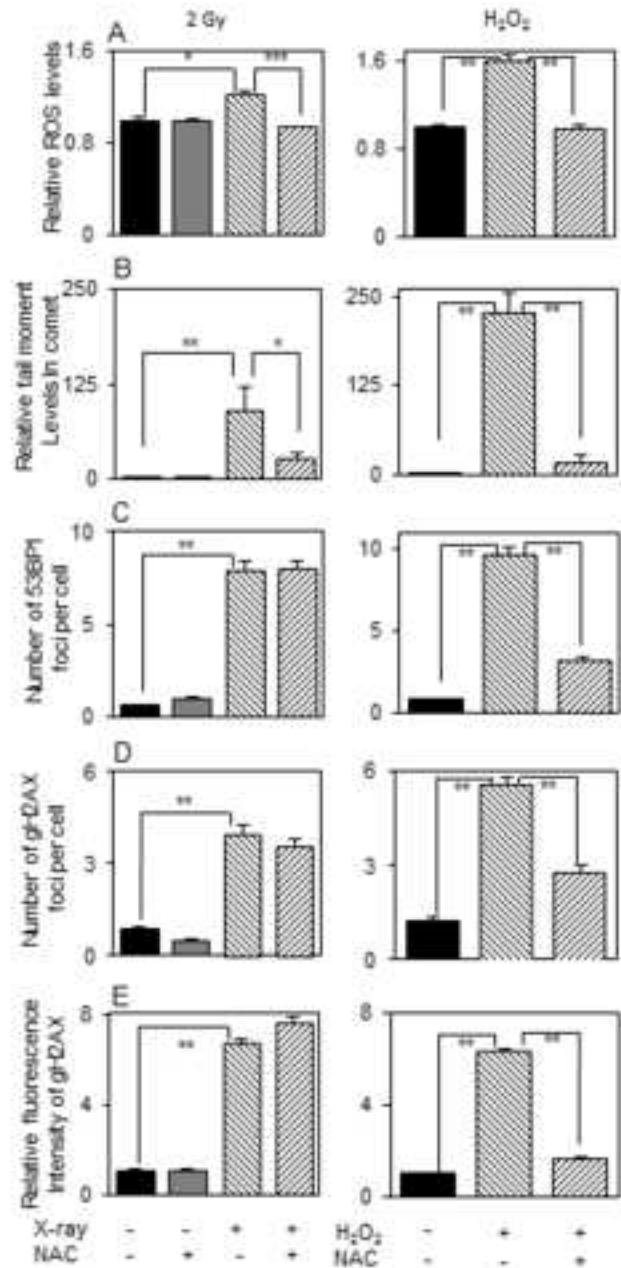 2 Gy
H₂O₂
A
Relative ROS levels
1.6
0.8
0
*
***
1.6
0.8
0
**
**
B
Relative tail moment
Levels in comet
250
125
0
**
*
250
125
0
**
**
C
Number of 53BP1
foci per cell
10
5
0
**
10
5
0
**
**
D
Number of gH2AX
foci per cell
6
3
0
**
6
3
0
**
**
E
Relative fluorescence
Intensity of gH2AX
8
4
0
**
8
4
0
**
**
X-ray - - + +
NAC - + - +
H₂O₂ - + +
NAC - - +